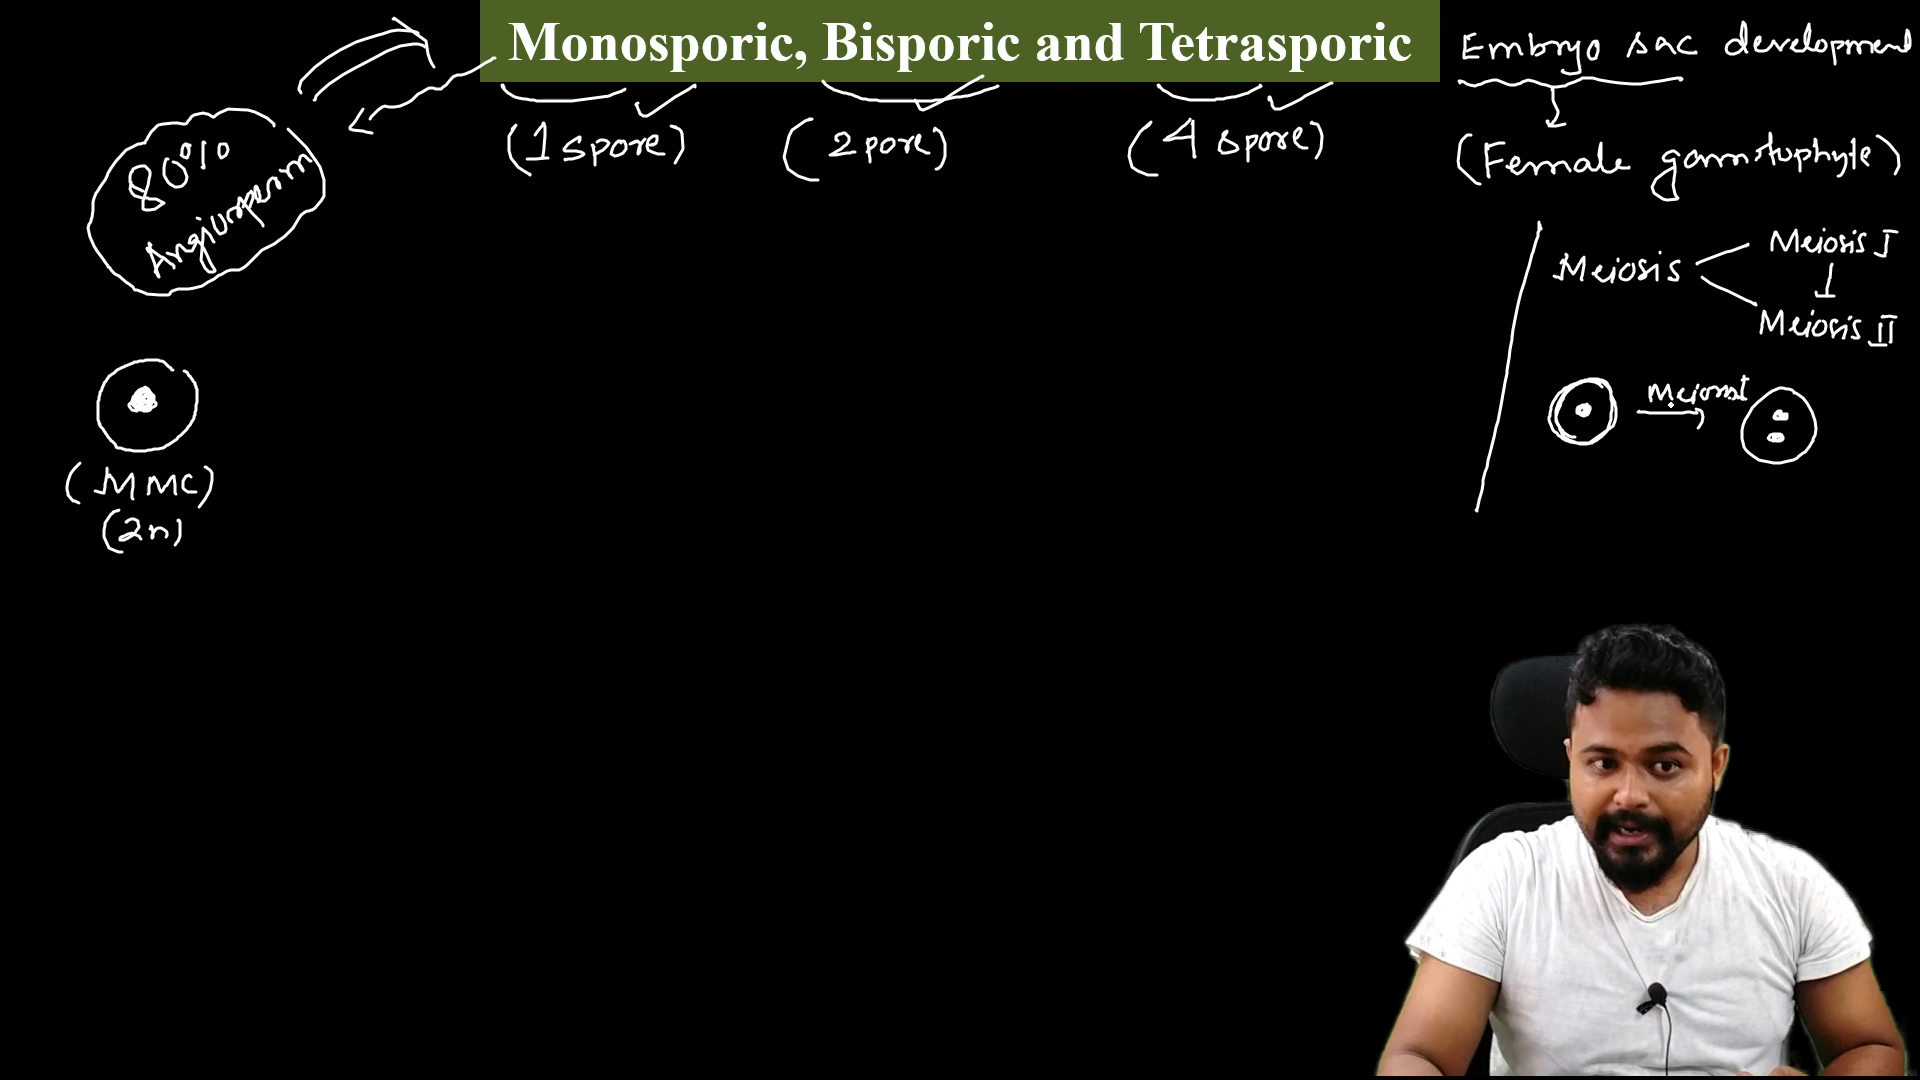 Monosporic, Bisporic and Tetrasporic
Embryo sac development
(1 spore)
(2 pore)
(4 spore)
(Female gamotophyte)
80%
Angiosperm
Meiosis
Meiosis I
Meiosis II
(MMC)
(2n)